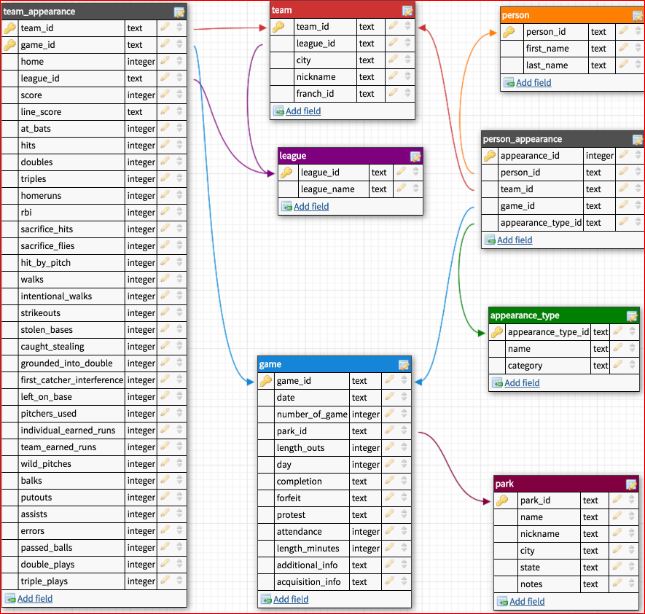 team_appearance
team_id text
game_id text
home integer
league_id text
score integer
line_score text
at_bats integer
hits integer
doubles integer
triples integer
homeruns integer
rbi integer
sacrifice_hits integer
sacrifice_flies integer
hit_by_pitch integer
walks integer
intentional_walks integer
strikeouts integer
stolen_bases integer
caught_stealing integer
grounded_into_double integer
first_catcher_interference integer
left_on_base integer
pitchers_used integer
individual_earned_runs integer
team_earned_runs integer
wild_pitches integer
balks integer
putouts integer
assists integer
errors integer
passed_balls integer
double_plays integer
triple_plays integer
Add field
team
team_id text
league_id text
city text
nickname text
franch_id text
Add field
league
league_id text
league_name text
Add field
game
game_id text
date text
number_of_game integer
park_id text
length_outs integer
day integer
completion text
forfeit text
protest text
attendance integer
length_minutes integer
additional_info text
acquisition_info text
Add field
person
person_id text
first_name text
last_name text
Add field
person_appearance
appearance_id integer
person_id text
team_id text
game_id text
appearance_type_id text
Add field
appearance_type
appearance_type_id text
name text
category text
Add field
park
park_id text
name text
nickname text
city text
state text
notes text
Add field